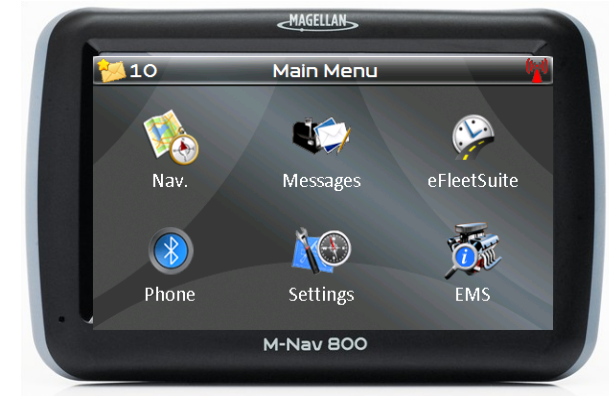 MAGELLAN
10 Main Menu
Nav. Messages eFleetSuite
Phone Settings EMS
M-Nav 800